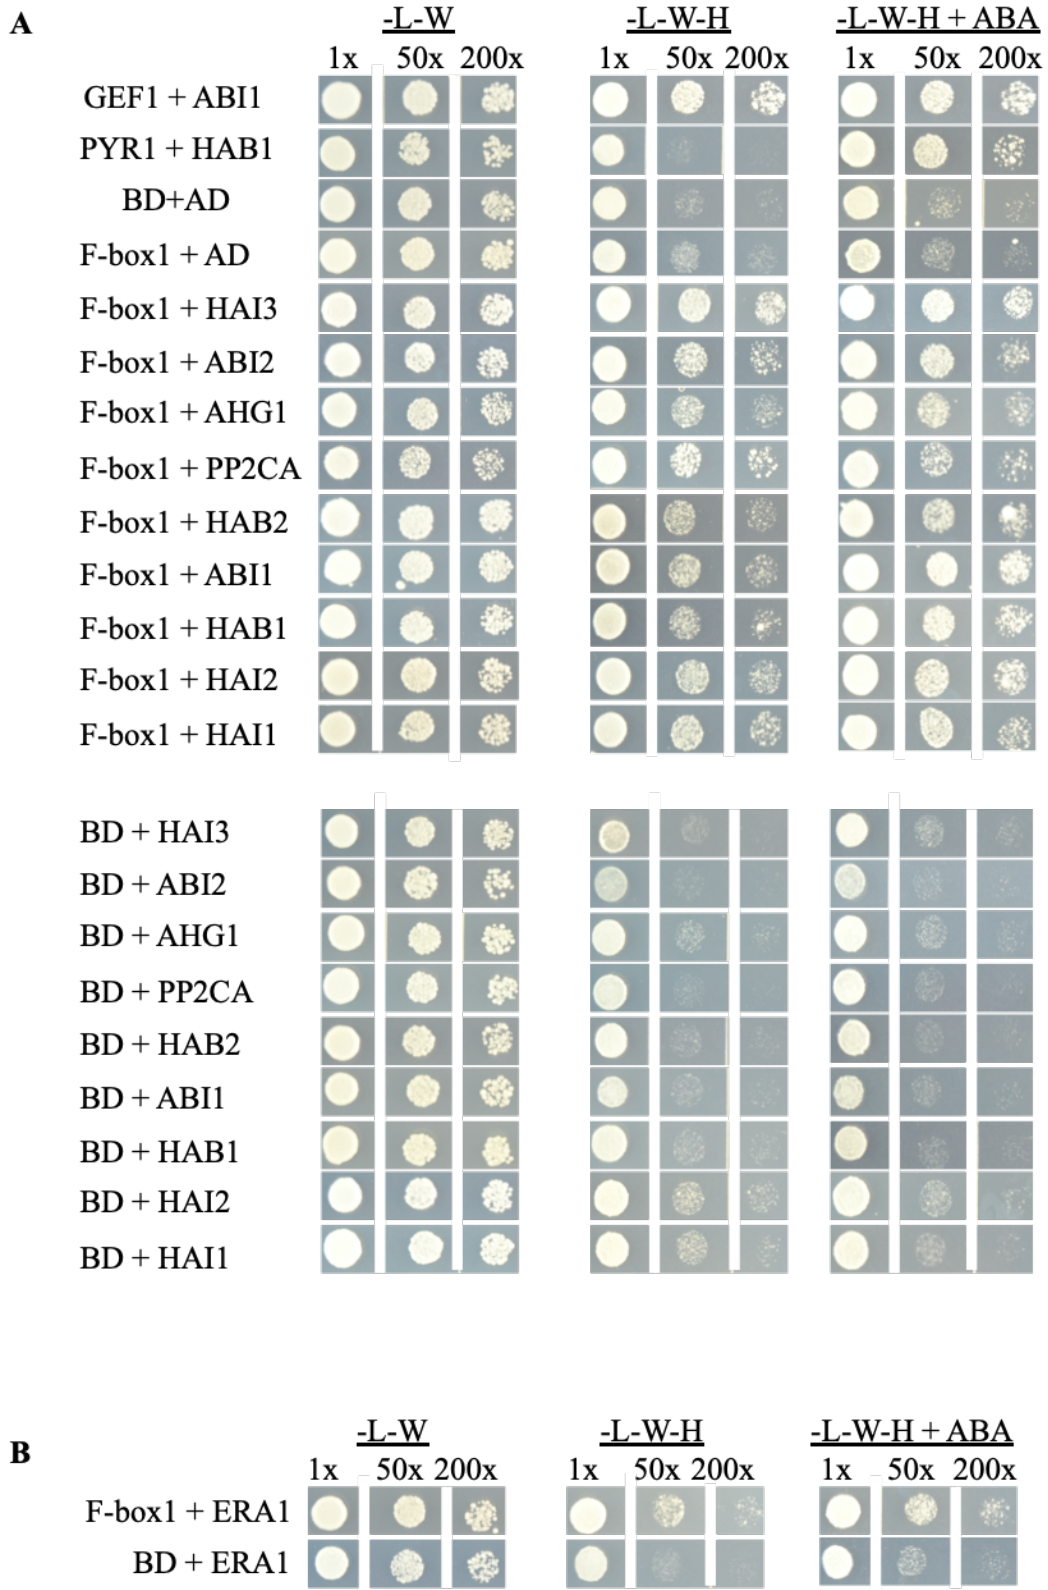 A
-L-W -L-W-H -L-W-H + ABA
1x 50x 200x 1x 50x 200x 1x 50x 200x
GEF1 + ABI1
PYR1 + HAB1
BD+AD
F-box1 + AD
F-box1 + HAI3
F-box1 + ABI2
F-box1 + AHG1
F-box1 + PP2CA
F-box1 + HAB2
F-box1 + ABI1
F-box1 + HAB1
F-box1 + HAI2
F-box1 + HAI1
BD + HAI3
BD + ABI2
BD + AHG1
BD + PP2CA
BD + HAB2
BD + ABI1
BD + HAB1
BD + HAI2
BD + HAI1
B
-L-W -L-W-H -L-W-H + ABA
1x 50x 200x 1x 50x 200x 1x 50x 200x
F-box1 + ERA1
BD + ERA1